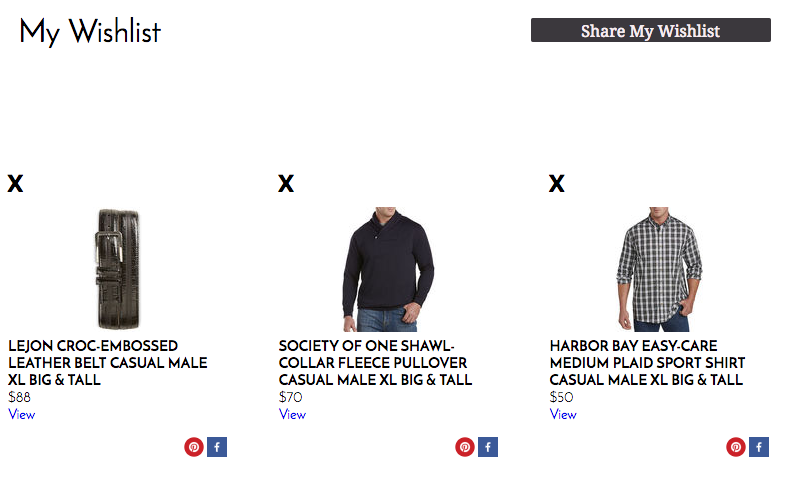 My Wishlist
Share My Wishlist
X
X
X
LEJON CROC-EMBOSSED
LEATHER BELT CASUAL MALE
XL BIG & TALL
$88
View
SOCIETY OF ONE SHAWL-
COLLAR FLEECE PULLOVER
CASUAL MALE XL BIG & TALL
$70
View
HARBOR BAY EASY-CARE
MEDIUM PLAID SPORT SHIRT
CASUAL MALE XL BIG & TALL
$50
View